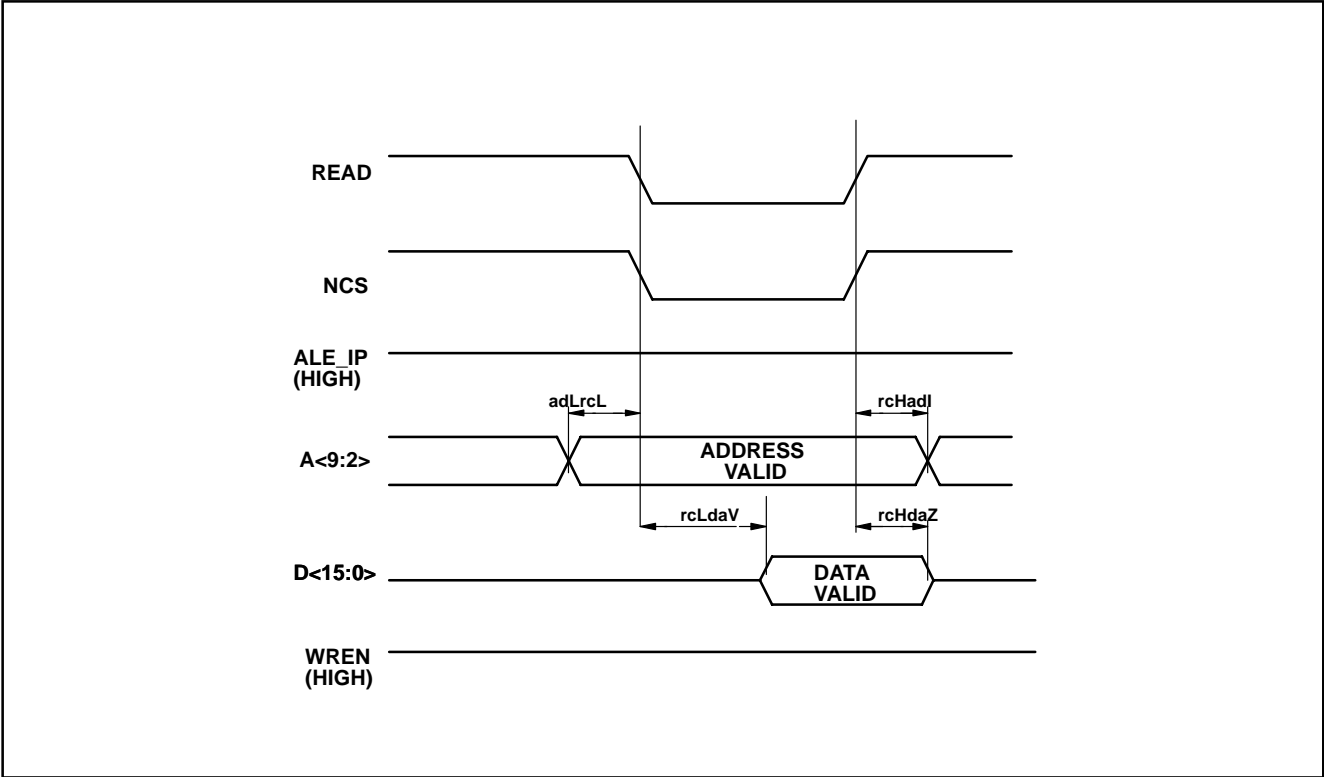 READ
NCS
ALE_IP
(HIGH)
adLrcL
rcHadI
A<9:2>
ADDRESS
VALID
rcLdaV
rcHdaZ
D<15:0>
DATA
VALID
WREN
(HIGH)